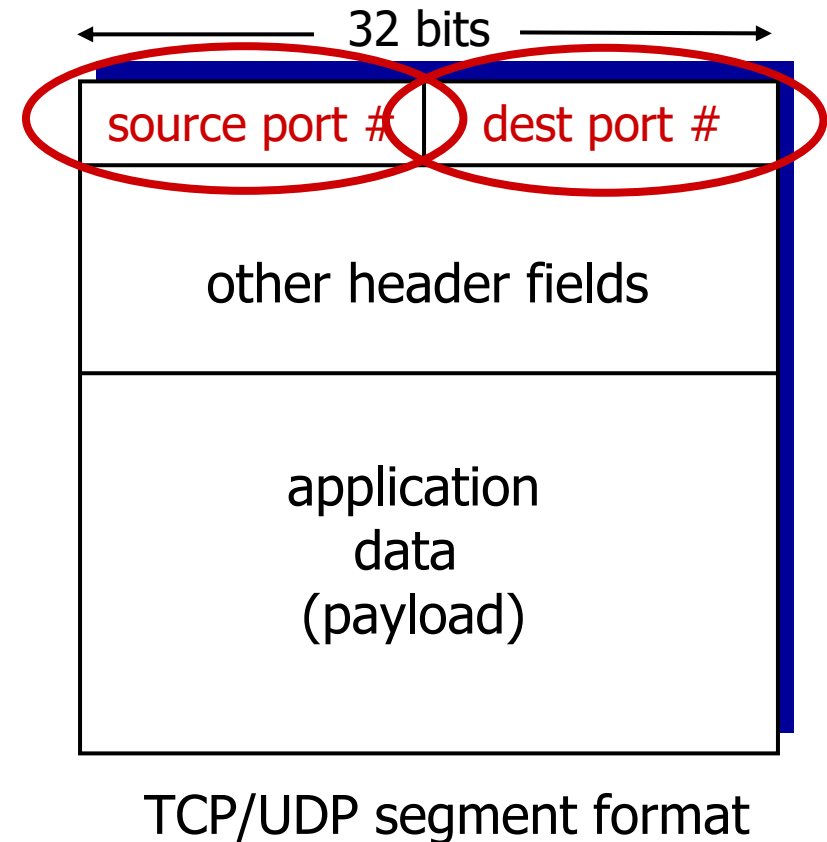 32 bits
source port # dest port #
other header fields
application
data
(payload)
TCP/UDP segment format